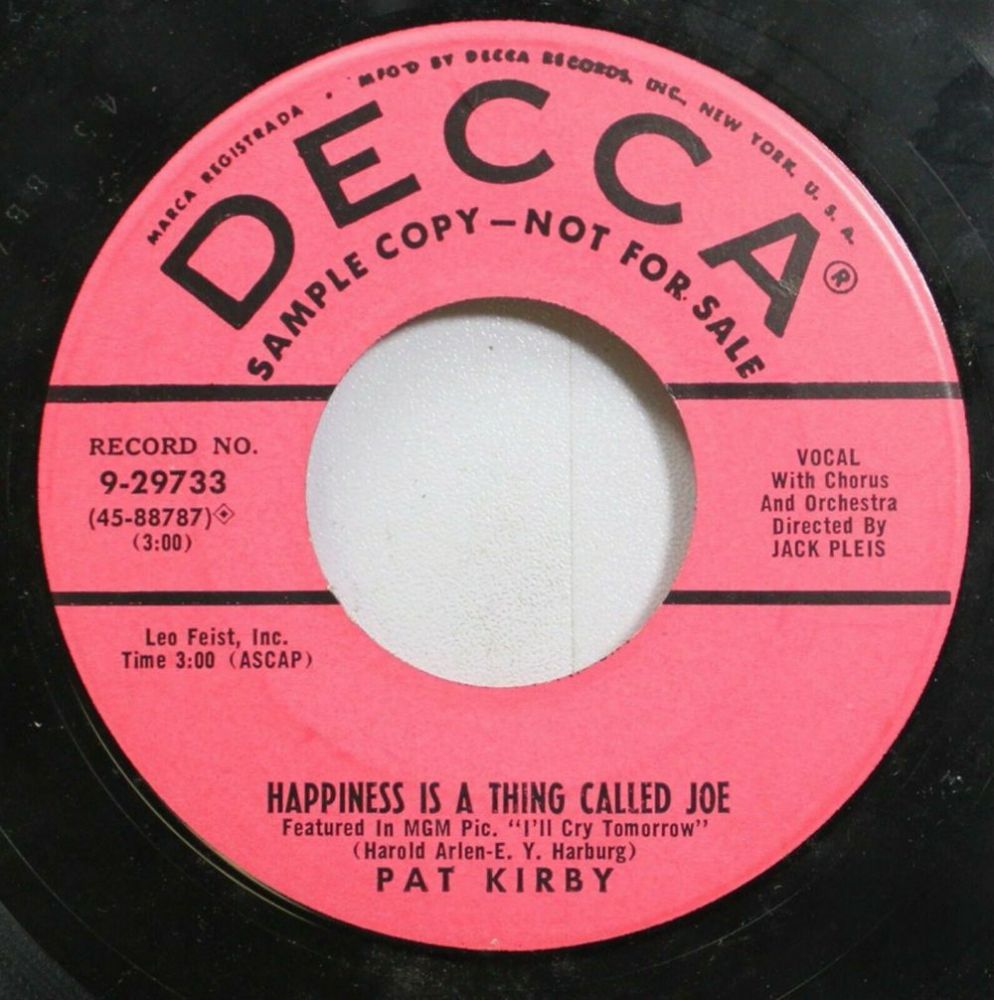 MARCA REGISTRADA • MFG'D BY DECCA RECORDS, INC., NEW YORK, U. S. A.
DECCA®
SAMPLE COPY—NOT FOR SALE
RECORD NO.
9-29733
(45-88787)
(3:00)
VOCAL
With Chorus
And Orchestra
Directed By
JACK PLEIS
Leo Feist, Inc.
Time 3:00 (ASCAP)
HAPPINESS IS A THING CALLED JOE
Featured In MGM Pic. "I'll Cry Tomorrow"
(Harold Arlen-E. Y. Harburg)
PAT KIRBY